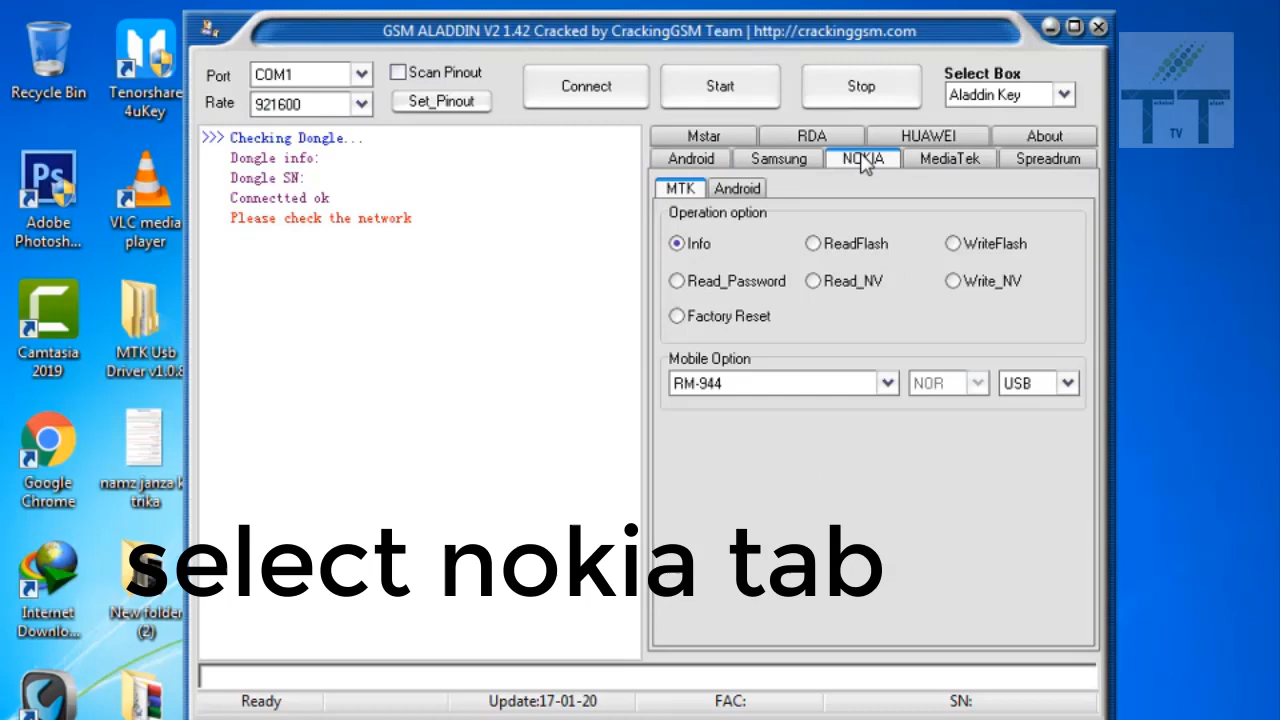 GSM ALADDIN V2 1.42 Cracked by CrackingGSM Team | http://crackinggsm.com
Recycle Bin
Tenorshare 4uKey
Adobe Photosh...
VLC media player
Camtasia 2019
MTK Usb Driver v1.0.8
Google Chrome
namz janza k
trika
Internet Downlo...
New folder (2)
Port
COM1
Scan Pinout
Rate
921600
Set_Pinout
Connect
Start
Stop
Select Box
Aladdin Key
TV
>>> Checking Dongle...
Dongle info:
Dongle SN:
Connectted ok
Please check the network
Mstar
RDA
HUAWEI
About
Android
Samsung
NOKIA
MediaTek
Spreadrum
MTK
Android
Operation option
Info
ReadFlash
WriteFlash
Read_Password
Read_NV
Write_NV
Factory Reset
Mobile Option
RM-944
NOR
USB
select nokia tab
Ready
Update:17-01-20
FAC:
SN: